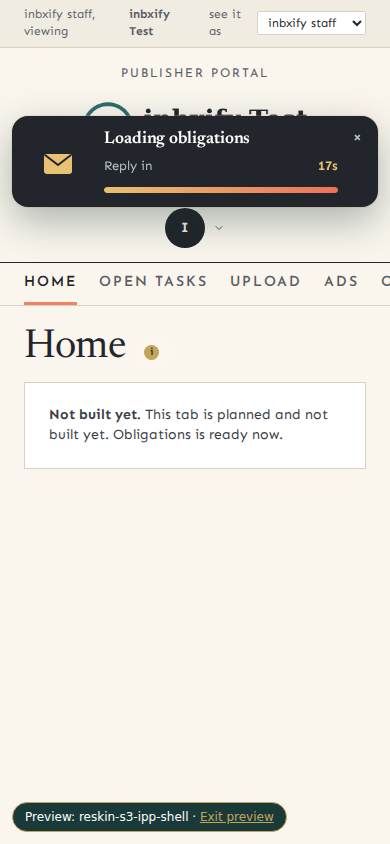 inbxify staff, viewing
inbxify Test
see it as
inbxify staff
PUBLISHER PORTAL
inbxify Test
Loading obligations
×
Reply in
17s
I
HOME OPEN TASKS UPLOAD ADS
Home i
Not built yet. This tab is planned and not
built yet. Obligations is ready now.
Preview: reskin-s3-ipp-shell · Exit preview